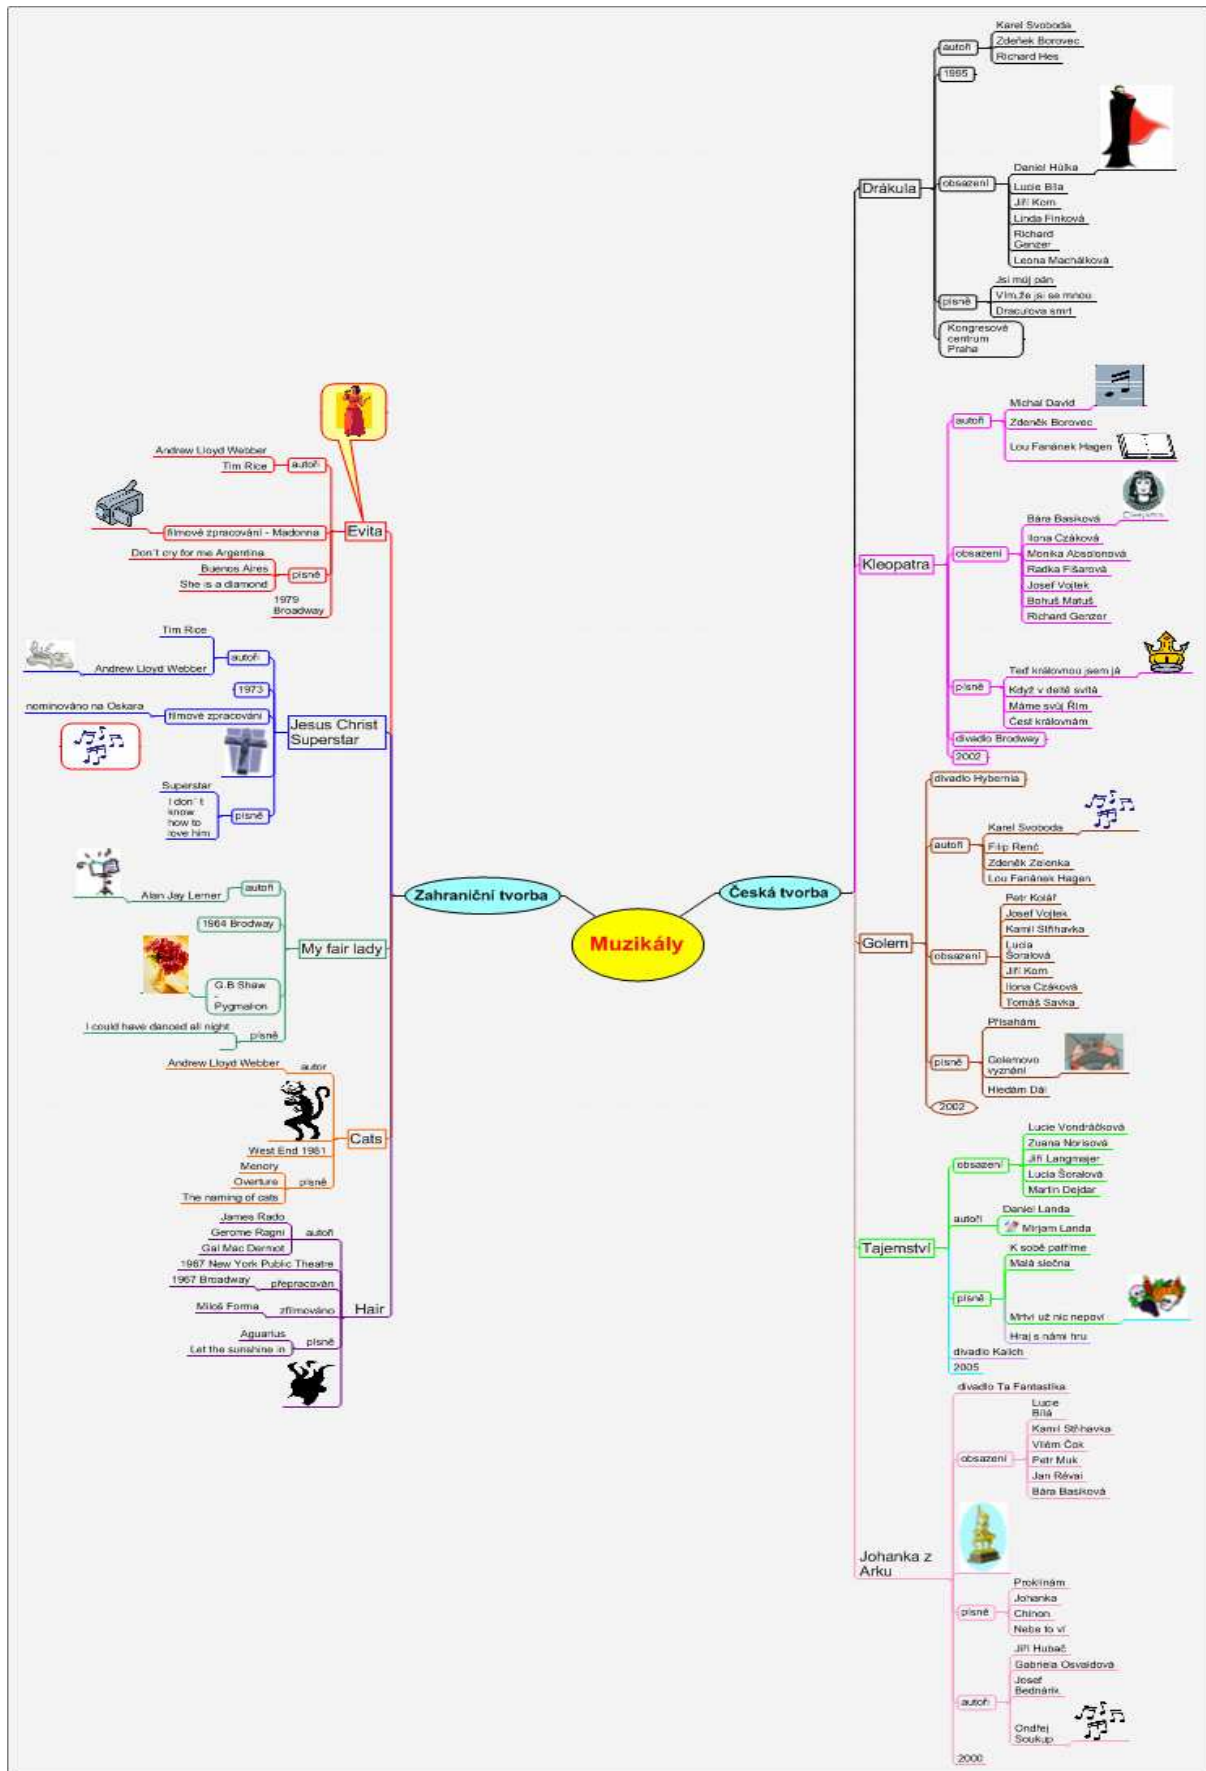 Muzikály
Česká tvorba
Drákula
autoři
Karel Svoboda
Zdeňek Borovec
Richard Hes
1995
obsazení
Daniel Hůlka
Lucie Bíla
Jiří Korn
Linda Finková
Richard
Genzer
Leona Machálková
písně
Jsi můj pán
Vím,že jsi se mnou
Draculova smrt
Kongresové
centrum
Praha
Kleopatra
autoři
Michal David
Zdeněk Borovec
Lou Fanánek Hagen
obsazení
Bára Basiková
Ilona Czáková
Monika Absolonová
Radka Fišarová
Josef Vojtek
Bohuš Matuš
Richard Genzer
písně
Teď královnou jsem já
Když v deltě svítá
Máme svůj Řím
Čest královnám
divadlo Brodway
2002
Golem
divadlo Hybernia
autoři
Karel Svoboda
Filip Renč
Zdeněk Zelenka
Lou Fanánek Hagen
obsazení
Petr Kolář
Josef Vojtek
Kamil Střihavka
Lucia
Šoralová
Jiří Korn
Ilona Czáková
Tomáš Savka
písně
Přísahám
Golemovo
vyznání
Hledám Dál
2002
Tajemství
obsazení
Lucie Vondráčková
Zuana Norisová
Jiří Langmajer
Lucia Šoralová
Martin Dejdar
autoři
Daniel Landa
Mirjam Landa
písně
K sobě patříme
Malá slečna
Mrtví už nic nepoví
Hraj s námi hru
divadlo Kalich
2005
Johanka z
Arku
divadlo Ta Fantastika
obsazení
Lucie
Bílá
Kamil Střihavka
Vilém Čok
Petr Muk
Jan Révai
Bára Basiková
písně
Proklínám
Johanka
Chinon
Nebe to ví
autoři
Jiří Hubač
Gabriela Osvaldová
Josef
Bednárik
Ondřej
Soukup
2000
Zahraniční tvorba
Evita
autoři
Andrew Lloyd Webber
Tim Rice
filmové zpracování - Madonna
písně
Don´t cry for me Argentina
Buenos Aires
She is a diamond
1979
Broadway
Jesus Christ
Superstar
autoři
Tim Rice
Andrew Lloyd Webber
1973
filmové zpracování
nominováno na Oskara
písně
Superstar
I don´t
know
how to
love him
My fair lady
autoři
Alan Jay Lerner
1964 Brodway
G.B Shaw
-
Pygmalion
písně
I could have danced all night
Cats
autor
Andrew Lloyd Webber
West End 1981
písně
Memory
Overture
The naming of cats
Hair
autoři
James Rado
Gerome Ragni
Gal Mac Dermot
1967 New York Public Theatre
přepracován
1967 Broadway
zfilmováno
Miloš Forma
písně
Aguarius
Let the sunshine in